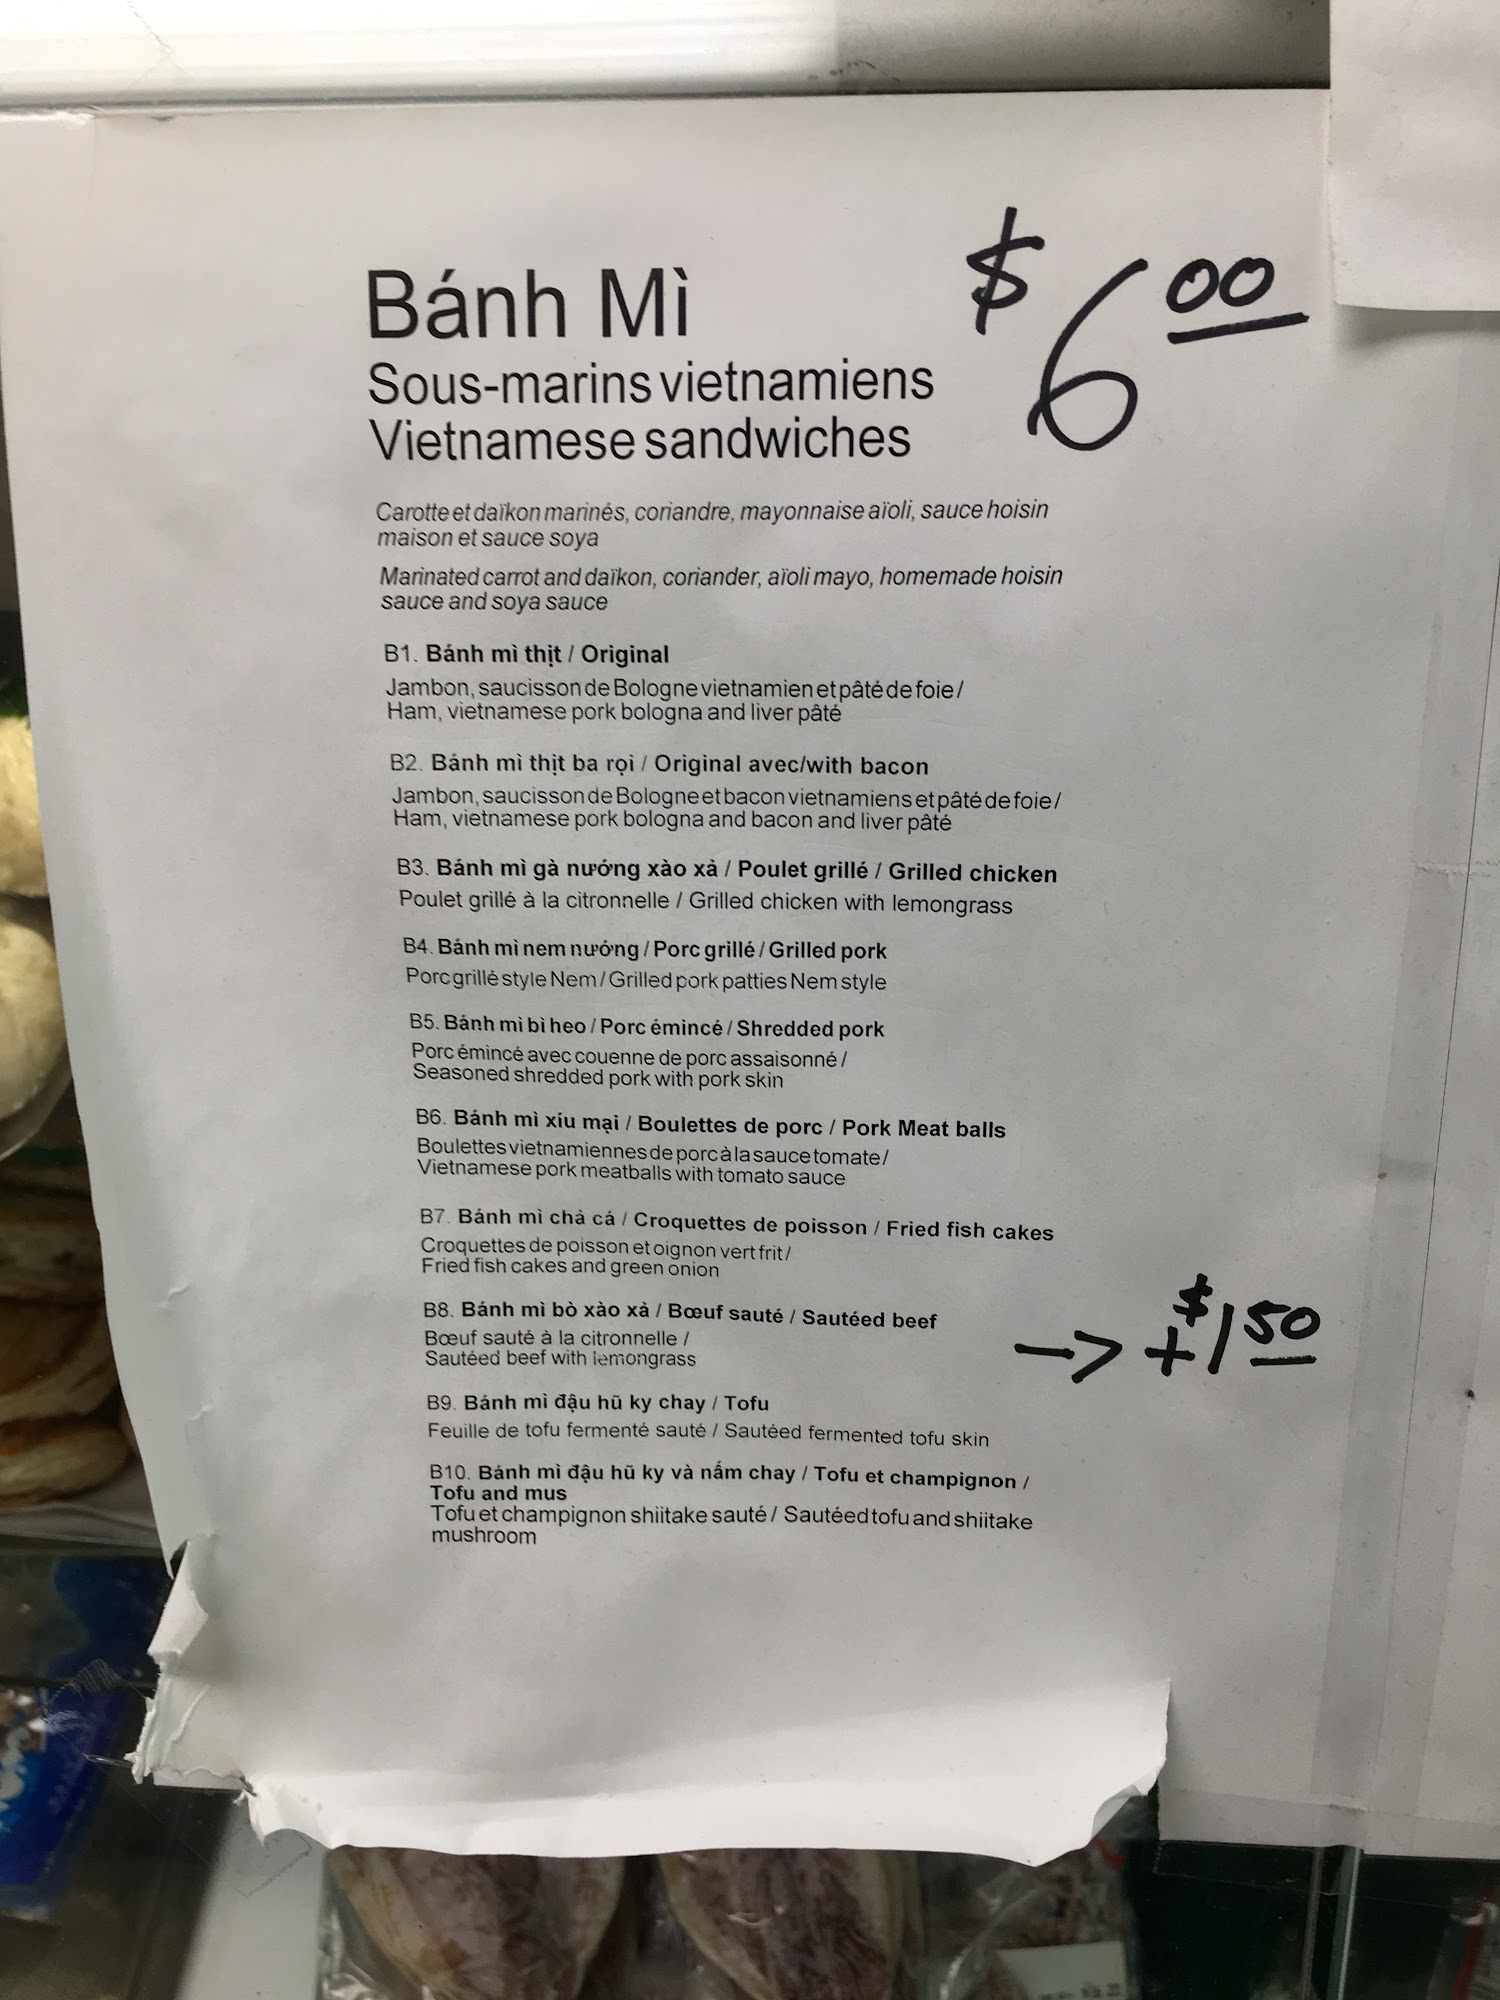 Bánh Mì
$ 6 00
Sous-marins vietnamiens
Vietnamese sandwiches
Carotte et daïkon marinés, coriandre, mayonnaise aïoli, sauce hoisin
maison et sauce soya
Marinated carrot and daïkon, coriander, aïoli mayo, homemade hoisin
sauce and soya sauce
B1. Bánh mì thịt / Original
Jambon, saucisson de Bologne vietnamien et pâté de foie /
Ham, vietnamese pork bologna and liver pâté
B2. Bánh mì thịt ba rọi / Original avec/with bacon
Jambon, saucisson de Bologne et bacon vietnamiens et pâté de foie /
Ham, vietnamese pork bologna and bacon and liver pâté
B3. Bánh mì gà nướng xào xả / Poulet grillé / Grilled chicken
Poulet grillé à la citronnelle / Grilled chicken with lemongrass
B4. Bánh mì nem nướng / Porc grillé / Grilled pork
Porc grillé style Nem / Grilled pork patties Nem style
B5. Bánh mì bì heo / Porc émincé / Shredded pork
Porc émincé avec couenne de porc assaisonné /
Seasoned shredded pork with pork skin
B6. Bánh mì xíu mại / Boulettes de porc / Pork Meat balls
Boulettes vietnamiennes de porc à la sauce tomate /
Vietnamese pork meatballs with tomato sauce
B7. Bánh mì chả cá / Croquettes de poisson / Fried fish cakes
Croquettes de poisson et oignon vert frit /
Fried fish cakes and green onion
B8. Bánh mì bò xào xả / Bœuf sauté / Sautéed beef
Bœuf sauté à la citronnelle /
Sautéed beef with lemongrass
→ + $1 50
B9. Bánh mì đậu hũ ky chay / Tofu
Feuille de tofu fermenté sauté / Sautéed fermented tofu skin
B10. Bánh mì đậu hũ ky và nấm chay / Tofu et champignon /
Tofu and mus
Tofu et champignon shiitake sauté / Sautéed tofu and shiitake
mushroom